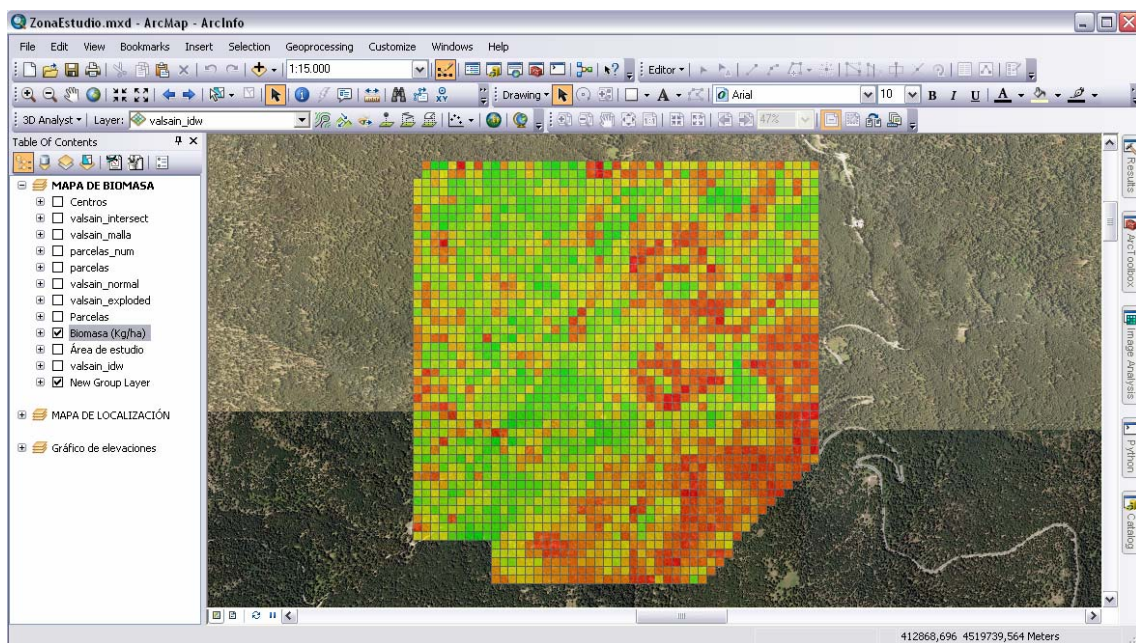 ZonaEstudio.mxd - ArcMap - ArcInfo
File Edit View Bookmarks Insert Selection Geoprocessing Customize Windows Help
1:15.000 Editor
Drawing A Arial 10 B I U A
3D Analyst Layer: valsain_idw 47%
Table Of Contents
MAPA DE BIOMASA
Centros
valsain_intersect
valsain_malla
parcelas_num
parcelas
valsain_normal
valsain_exploded
Parcelas
Biomasa (Kg/ha)
Área de estudio
valsain_idw
New Group Layer
MAPA DE LOCALIZACIÓN
Gráfico de elevaciones
Results
ArcToolbox
Image Analysis
Python
Catalog
412868,696 4519739,564 Meters